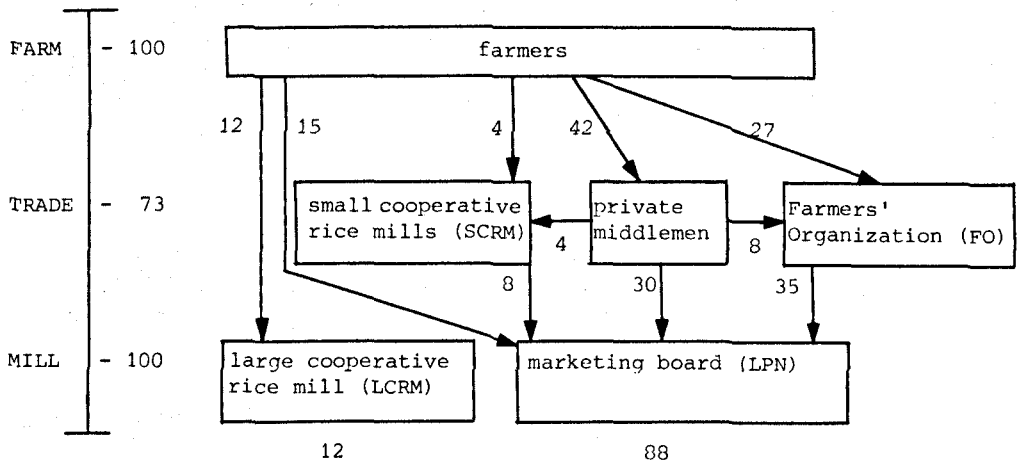 FARM - 100
farmers
12
15
4
42
27
TRADE - 73
small cooperative
rice mills (SCRM)
private
middlemen
Farmers'
Organization (FO)
4
8
8
30
35
MILL - 100
large cooperative
rice mill (LCRM)
marketing board (LPN)
12
88